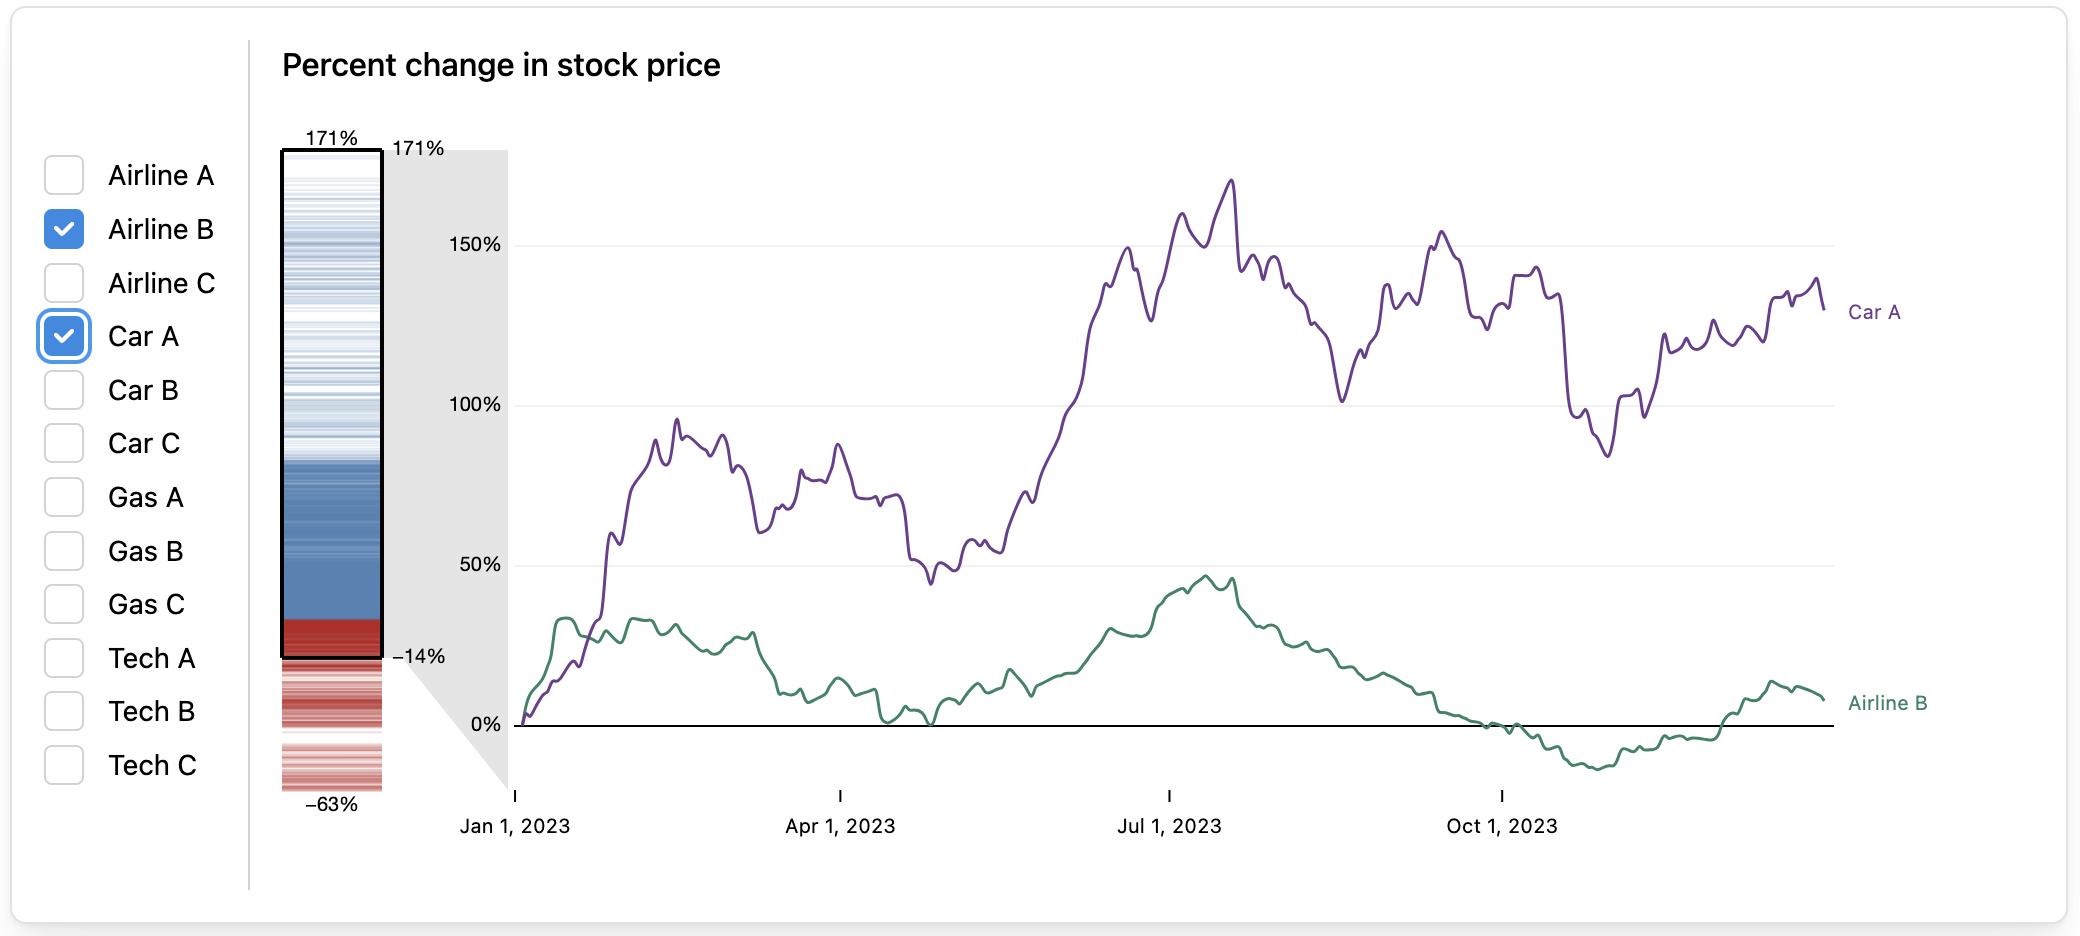 Percent change in stock price
Airline A
Airline B
Airline C
Car A
Car B
Car C
Gas A
Gas B
Gas C
Tech A
Tech B
Tech C
171%
171%
−14%
−63%
150%
100%
50%
0%
Jan 1, 2023
Apr 1, 2023
Jul 1, 2023
Oct 1, 2023
Car A
Airline B